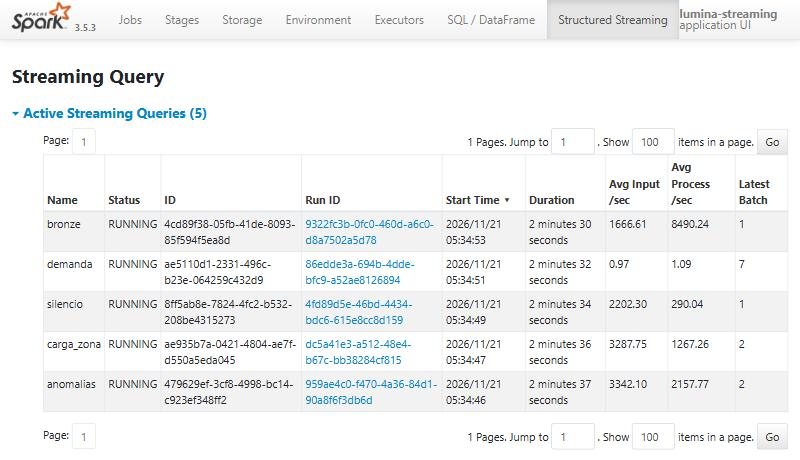 APACHE
Spark 3.5.3 Jobs Stages Storage Environment Executors SQL / DataFrame Structured Streaming lumina-streaming
application UI
Streaming Query
Active Streaming Queries (5)
Page: 1 1 Pages. Jump to 1 . Show 100 items in a page. Go
Name Status ID Run ID Start Time ▾ Duration Avg Input /sec Avg Process /sec Latest Batch
bronze RUNNING 4cd89f38-05fb-41de-8093- 9322fc3b-0fc0-460d-a6c0- 2026/11/21 2 minutes 30 1666.61 8490.24 1
85f594f5ea8d d8a7502a5d78 05:34:53 seconds
demanda RUNNING ae5110d1-2331-496c- 86edde3a-694b-4dde- 2026/11/21 2 minutes 32 0.97 1.09 7
b23e-064259c432d9 bfc9-a52ae8126894 05:34:51 seconds
silencio RUNNING 8ff5ab8e-7824-4fc2-b532- 4fd89d5e-46bd-4434- 2026/11/21 2 minutes 34 2202.30 290.04 1
208be4315273 bdc6-615e8cc8d159 05:34:49 seconds
carga_zona RUNNING ae935b7a-0421-4804-ae7f- dc5a41e3-a512-48e4- 2026/11/21 2 minutes 36 3287.75 1267.26 2
d550a5eda045 b67c-bb38284cf815 05:34:47 seconds
anomalias RUNNING 479629ef-3cf8-4998-bc14- 959ae4c0-f470-4a36-84d1- 2026/11/21 2 minutes 37 3342.10 2157.77 2
c923ef348ff2 90a8f6f3db6d 05:34:46 seconds
Page: 1 1 Pages. Jump to 1 . Show 100 items in a page. Go